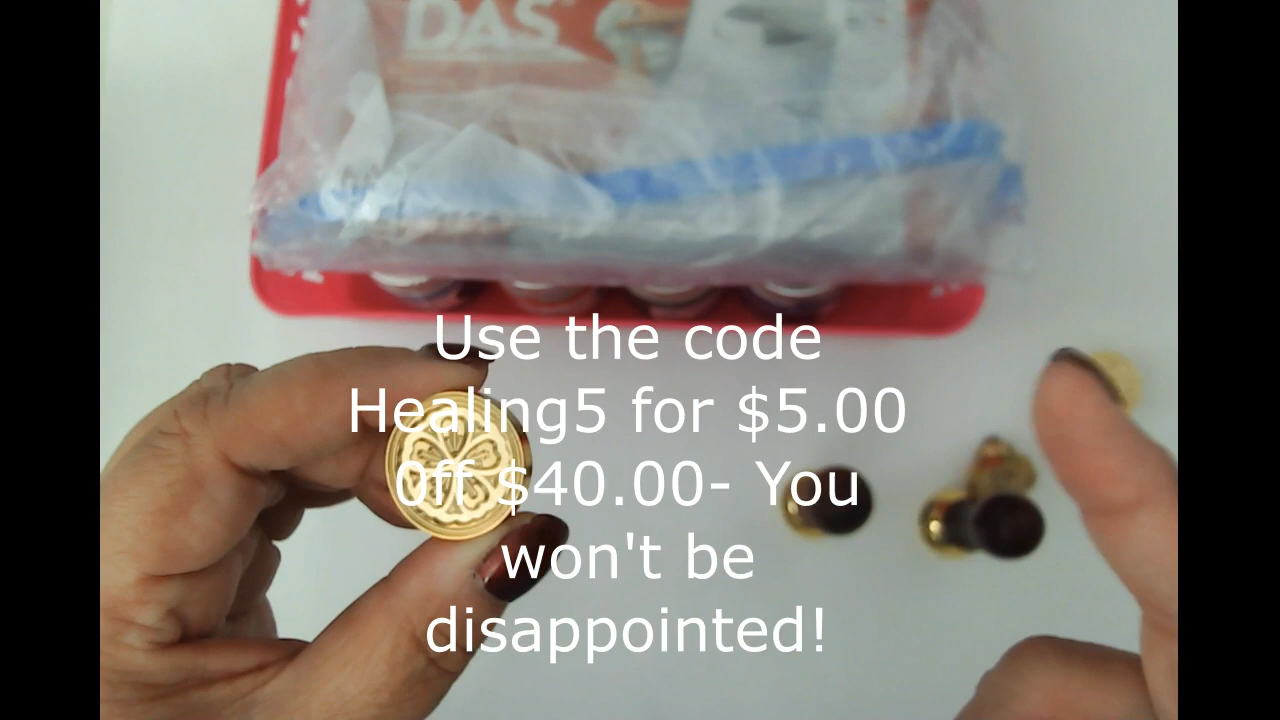 DAS
Use the code
Healing5 for $5.00
0ff $40.00- You
won't be
disappointed!